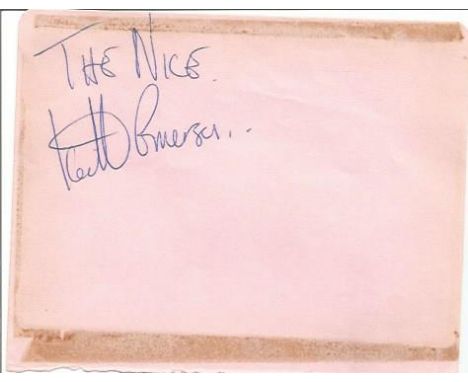 THE NICE.
Keith Emerson...